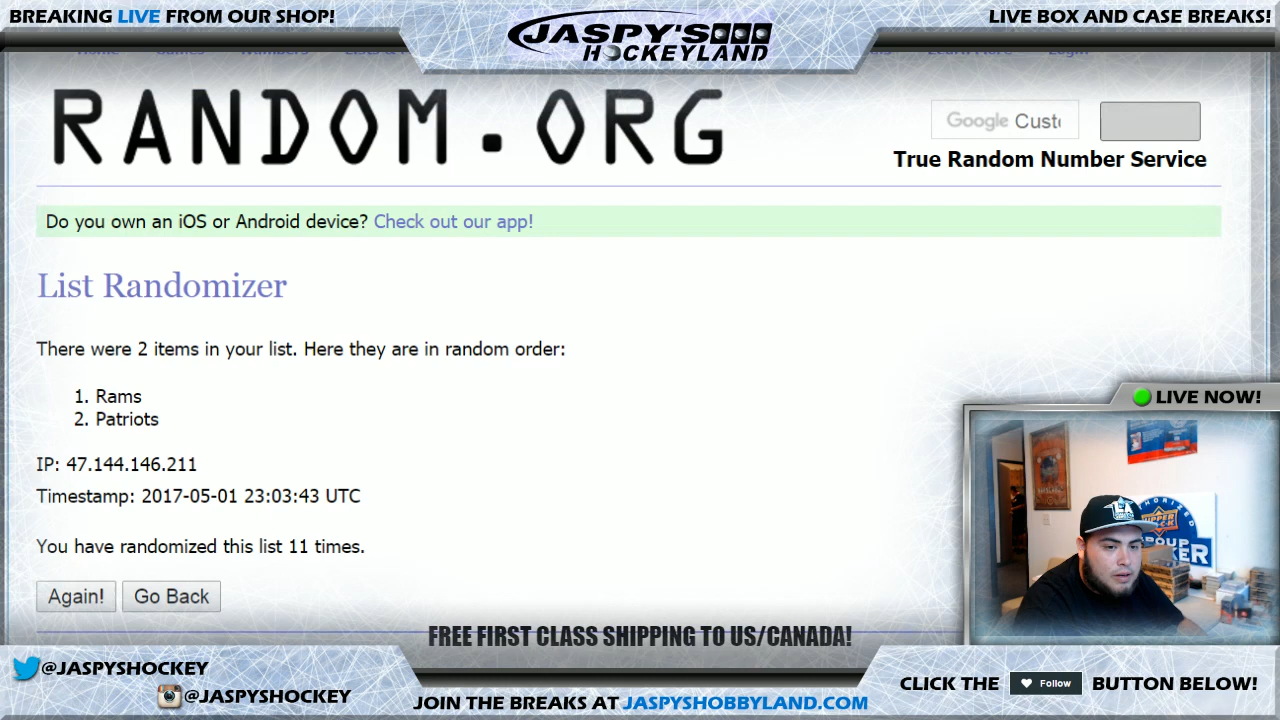 BREAKING LIVE FROM OUR SHOP!
JASPY'S
HOCKEYLAND
LIVE BOX AND CASE BREAKS!
RANDOM.ORG
Google Custo
True Random Number Service
Do you own an iOS or Android device? Check out our app!
List Randomizer
There were 2 items in your list. Here they are in random order:
1. Rams
2. Patriots
IP: 47.144.146.211
Timestamp: 2017-05-01 23:03:43 UTC
You have randomized this list 11 times.
Again! Go Back
LIVE NOW!
FREE FIRST CLASS SHIPPING TO US/CANADA!
@JASPYSHOCKEY
@JASPYSHOCKEY
JOIN THE BREAKS AT JASPYSHOBBYLAND.COM
CLICK THE Follow BUTTON BELOW!